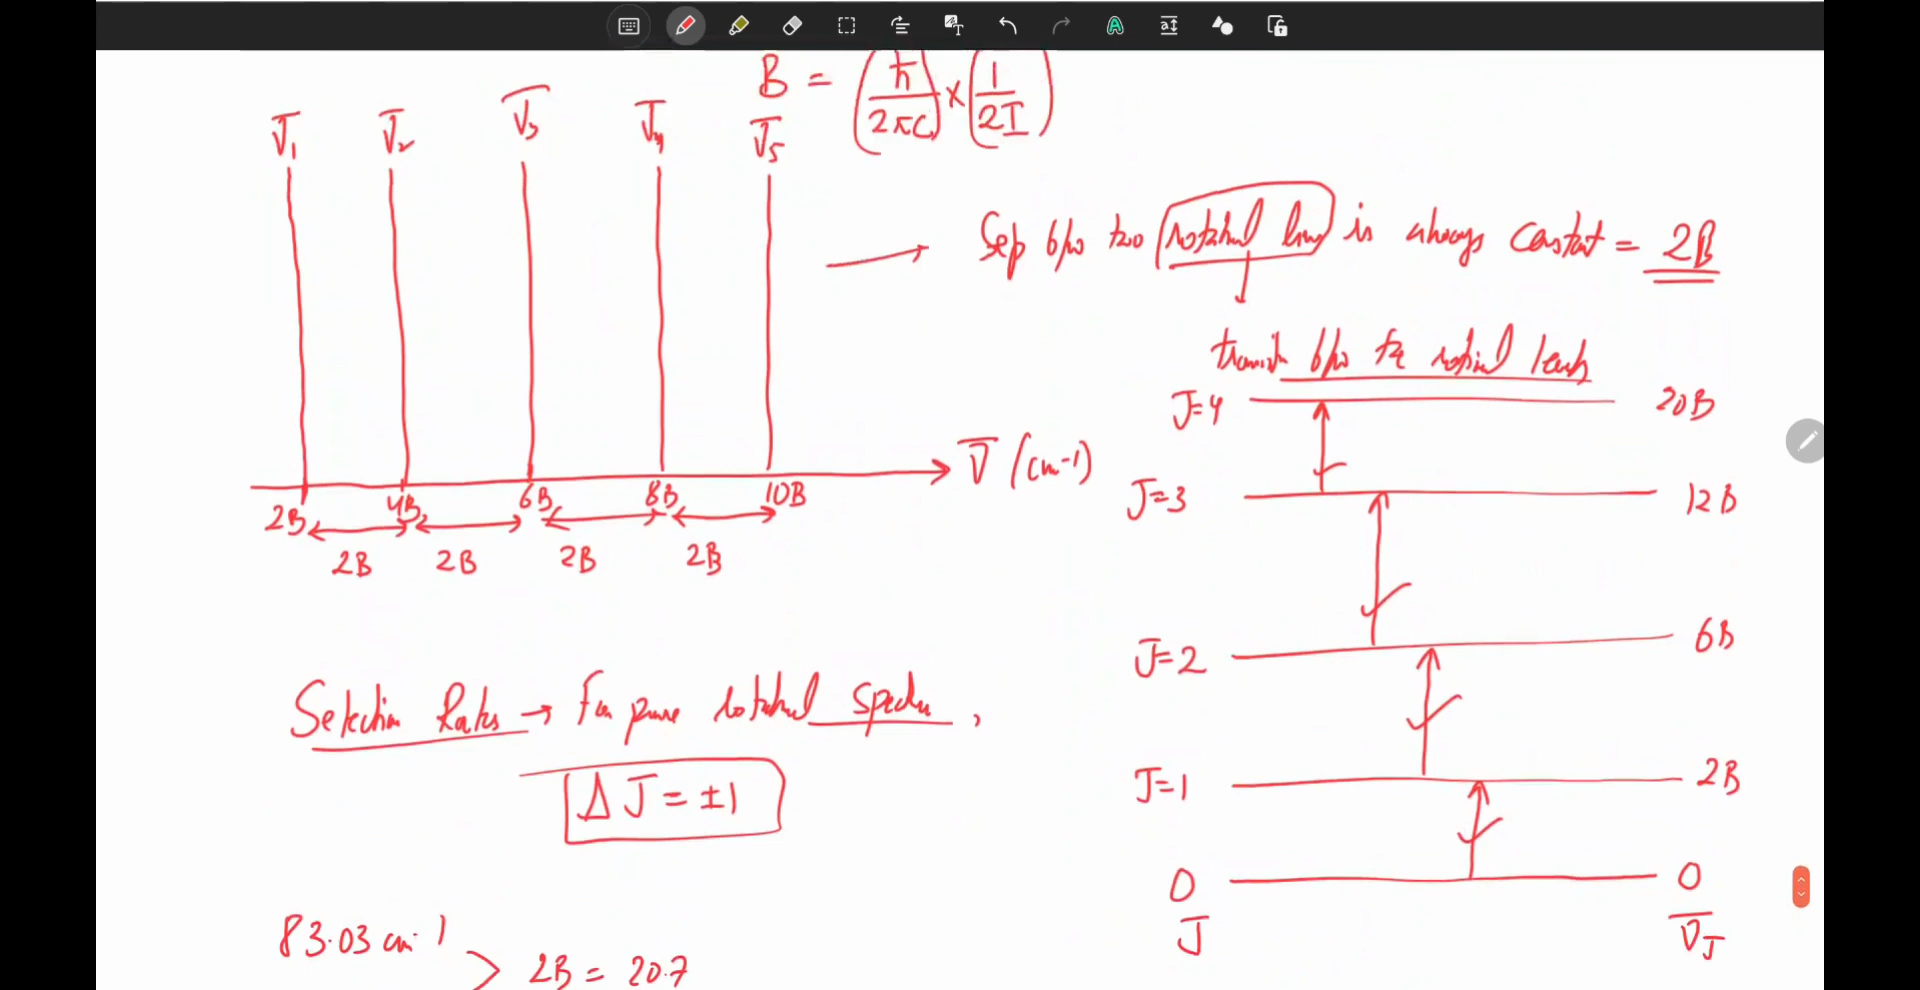 B = (ħ/2πc) × (1/2I)
ν̅1 ν̅2 ν̅3 ν̅4 ν̅5
Sep b/w two rotational lines is always constant = 2B
transition b/w the rotational levels
J=4 20B
ν̅ (cm-1)
J=3 12B
2B 4B 6B 8B 10B
2B 2B 2B 2B
J=2 6B
Selection Rules → For pure rotational spectra,
ΔJ = ±1
J=1 2B
0 0
J ν̅J
83.03 cm-1
2B = 20.7